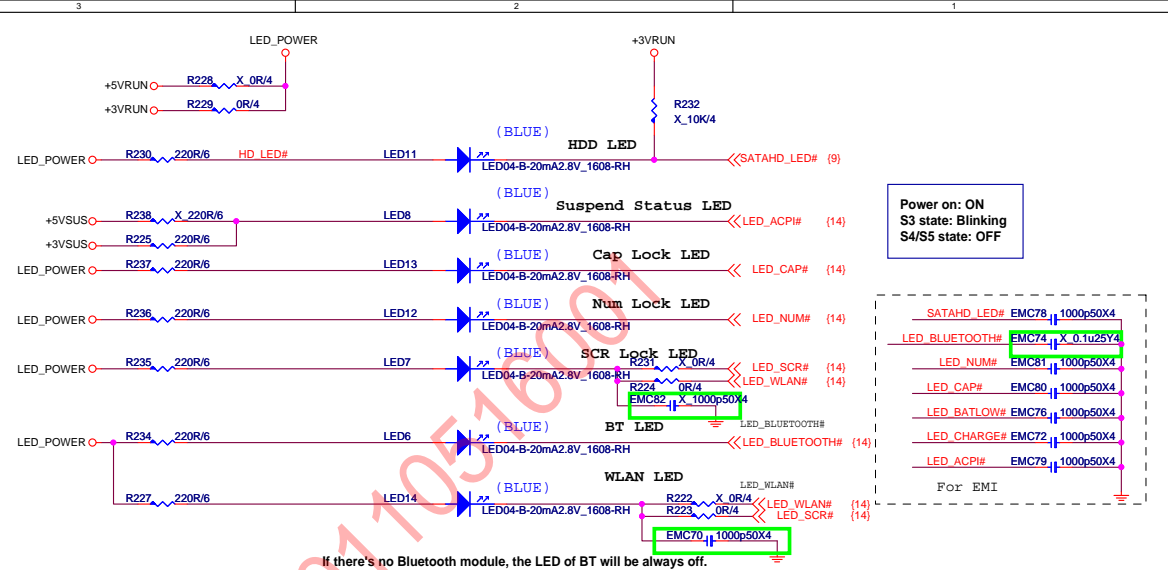 3 2 1
LED_POWER
+3VRUN
+5VRUN R228 X_0R/4
+3VRUN R229 0R/4
R232
X_10K/4
(BLUE) HDD LED
LED_POWER R230 220R/6 HD_LED# LED11 SATAHD_LED# {9}
LED04-B-20mA2.8V_1608-RH
(BLUE) Suspend Status LED
+5VSUS R238 X_220R/6 LED8 LED_ACPI# {14}
LED04-B-20mA2.8V_1608-RH
+3VSUS R225 220R/6
(BLUE) Cap Lock LED
LED_POWER R237 220R/6 LED13 LED_CAP# {14}
LED04-B-20mA2.8V_1608-RH
(BLUE) Num Lock LED
LED_POWER R236 220R/6 LED12 LED_NUM# {14}
LED04-B-20mA2.8V_1608-RH
(BLUE) SCR Lock LED
LED_POWER R235 220R/6 LED7 R231 X_0R/4 LED_SCR# {14}
LED04-B-20mA2.8V_1608-RH
LED_WLAN# {14}
R224 0R/4
EMC82 X_1000p50X4
(BLUE) BT LED LED_BLUETOOTH#
LED_POWER R234 220R/6 LED6 LED_BLUETOOTH# {14}
LED04-B-20mA2.8V_1608-RH
WLAN LED
(BLUE) LED_WLAN#
R227 220R/6 LED14 R222 X_0R/4 LED_WLAN# {14}
LED04-B-20mA2.8V_1608-RH R223 0R/4 LED_SCR# {14}
EMC70 1000p50X4
If there's no Bluetooth module, the LED of BT will be always off.
Power on: ON
S3 state: Blinking
S4/S5 state: OFF
SATAHD_LED# EMC78 1000p50X4
LED_BLUETOOTH# EMC74 X_0.1u25Y4
LED_NUM# EMC81 1000p50X4
LED_CAP# EMC80 1000p50X4
LED_BATLOW# EMC76 1000p50X4
LED_CHARGE# EMC72 1000p50X4
LED_ACPI# EMC79 1000p50X4
For EMI